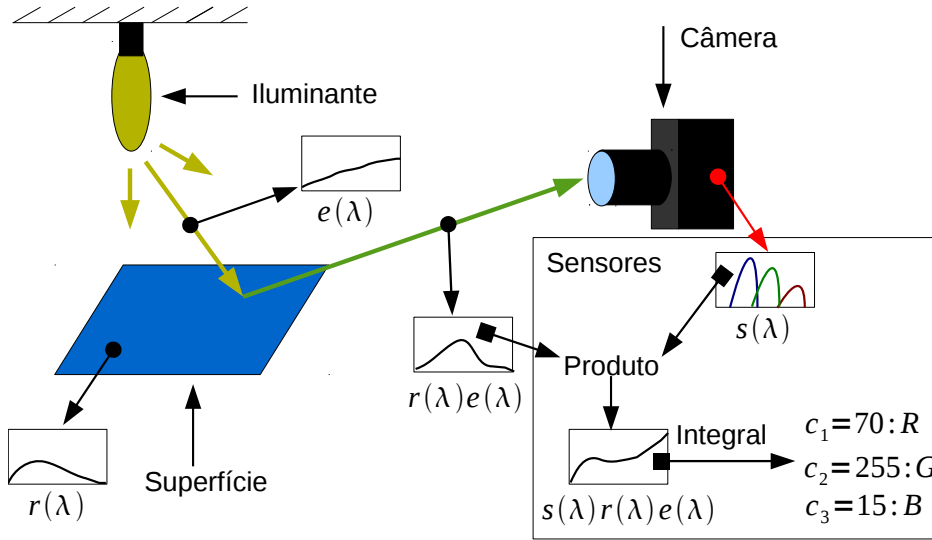 Câmera
Iluminante
e(λ)
Sensores
s(λ)
r(λ)e(λ)
Produto
Superfície
r(λ)
Integral
s(λ)r(λ)e(λ)
c₁=70:R
c₂=255:G
c₃=15:B